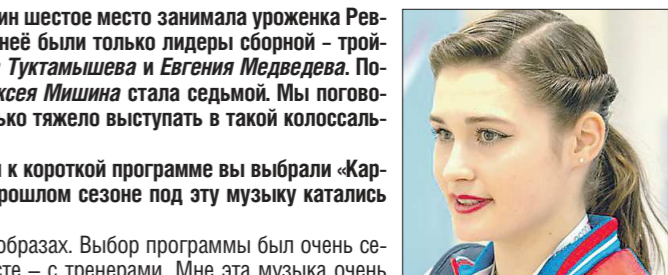 ин шестое место занимала уроженка Рев-
неё были только лидеры сборной – трой-
Туктамышева и Евгения Медведева. По-
ксея Мишина стала седьмой. Мы погово-
ько тяжело выступать в такой колоссаль-
к короткой программе вы выбрали «Кар-
рошлом сезоне под эту музыку катались
образах. Выбор программы был очень се-
сте – с тренерами. Мне эта музыка очень